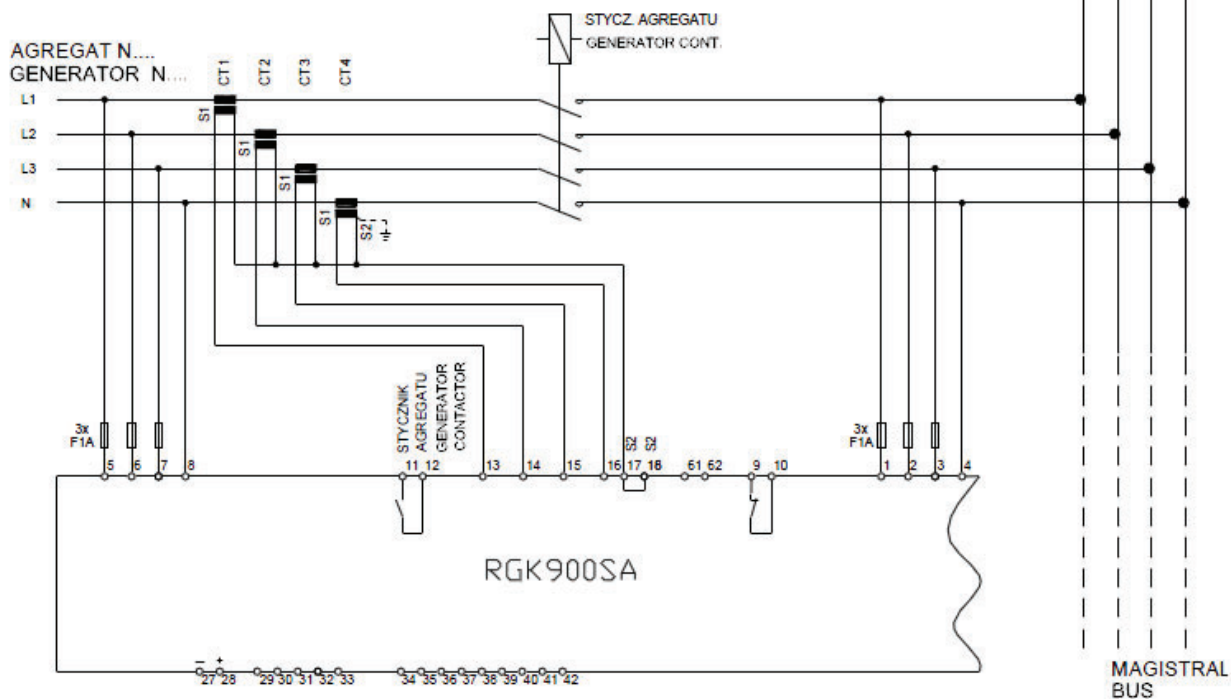 STYCZ. AGREGATU
GENERATOR CONT.
AGREGAT N....
GENERATOR N....
CT1
CT2
CT3
CT4
L1
L2
L3
N
S1
S1
S1
S1
S2
3x
F1A
STYCZNIK
AGREGATU
GENERATOR
CONTACTOR
S2
S2
3x
F1A
5 6 7 8 11 12 13 14 15 16 17 18 61 62 9 10 1 2 3 4
RGK900SA
- +
27 28 29 30 31 32 33 34 35 36 37 38 39 40 41 42
MAGISTRAL
BUS